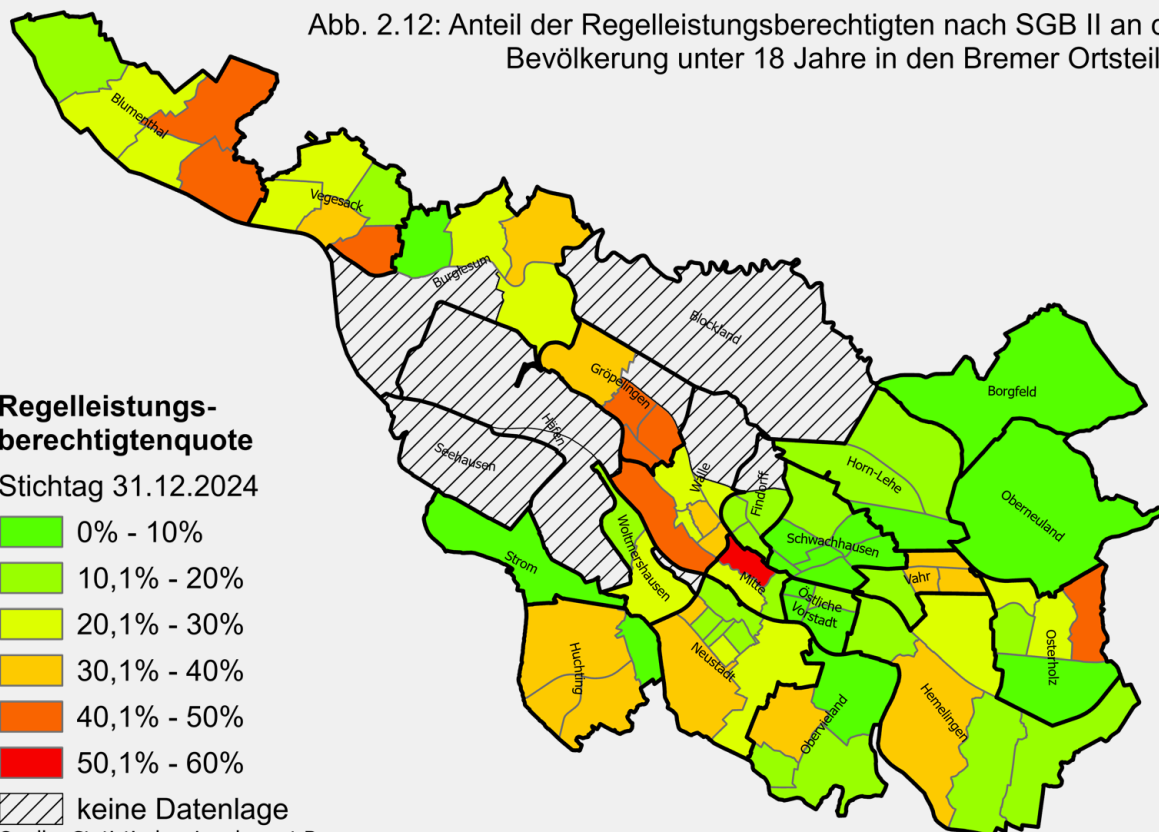 Abb. 2.12: Anteil der Regelleistungsberechtigten nach SGB II an
Bevölkerung unter 18 Jahre in den Bremer
Blumenthal
Vegesack
Burglesum
Blockland
Borgfeld
Gröpelingen
Häfen
Seehausen
Walle
Findorff
Horn-Lehe
Oberneuland
Schwachhausen
Strom
Woltmershausen
Mitte
Vahr
Östliche
Vorstadt
Osterholz
Huchting
Neustadt
Obervieland
Hemelingen
Regelleistungs-
berechtigtenquote
Stichtag 31.12.2024
0% - 10%
10,1% - 20%
20,1% - 30%
30,1% - 40%
40,1% - 50%
50,1% - 60%
keine Datenlage